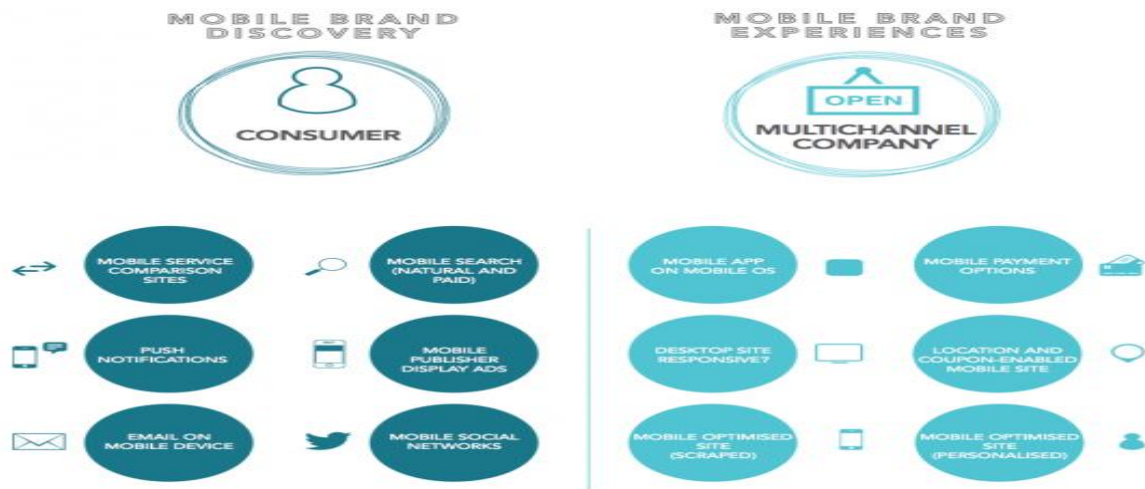 MOBILE BRAND
DISCOVERY
CONSUMER
MOBILE SERVICE
COMPARISON
SITES
MOBILE SEARCH
(NATURAL AND
PAID)
PUSH
NOTIFICATIONS
MOBILE
PUBLISHER
DISPLAY ADS
EMAIL ON
MOBILE DEVICE
MOBILE SOCIAL
NETWORKS
MOBILE BRAND
EXPERIENCES
OPEN
MULTICHANNEL
COMPANY
MOBILE APP
ON MOBILE OS
MOBILE PAYMENT
OPTIONS
DESKTOP SITE
RESPONSIVE?
LOCATION AND
COUPON-ENABLED
MOBILE SITE
MOBILE OPTIMISED
SITE
(SCRAPED)
MOBILE OPTIMISED
SITE
(PERSONALISED)